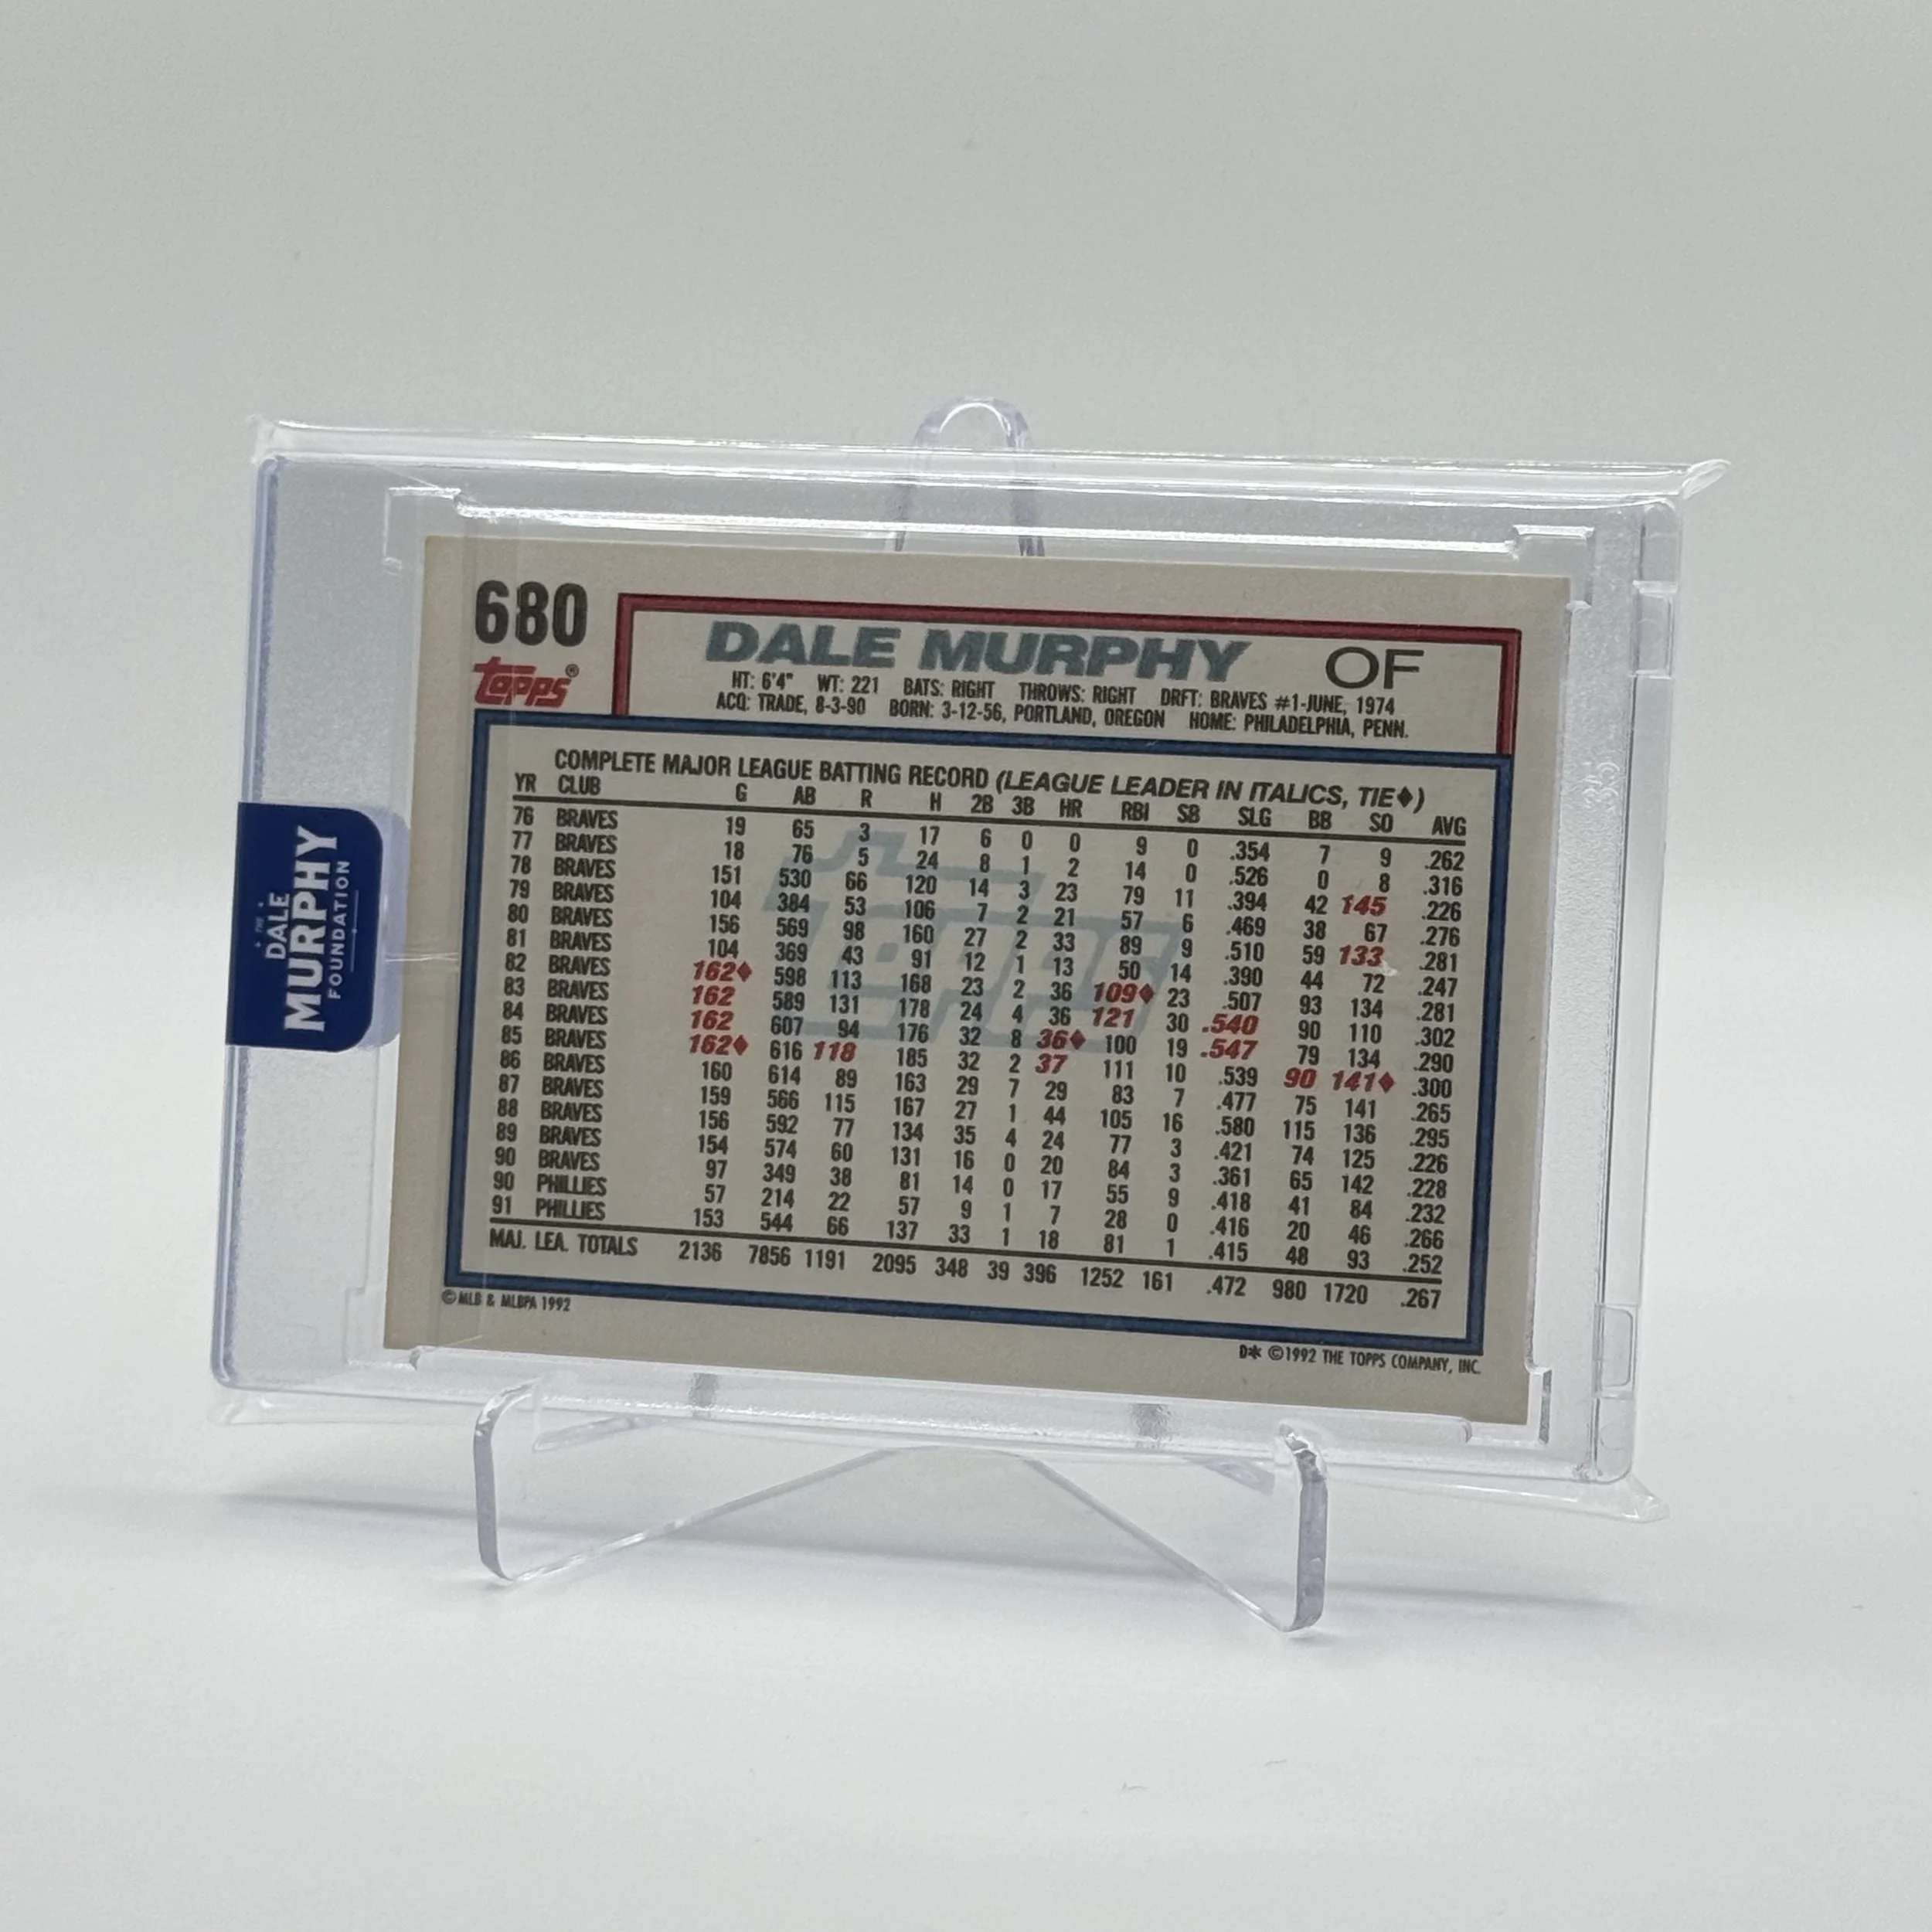 680
topps®
DALE MURPHY OF
HT: 6'4" WT: 221 BATS: RIGHT THROWS: RIGHT DRFT: BRAVES #1-JUNE, 1974
ACQ: TRADE, 8-3-90 BORN: 3-12-56, PORTLAND, OREGON HOME: PHILADELPHIA, PENN.
COMPLETE MAJOR LEAGUE BATTING RECORD (LEAGUE LEADER IN ITALICS, TIE♦)
YR CLUB G AB R H 2B 3B HR RBI SB SLG BB SO AVG
76 BRAVES 19 65 3 17 6 0 0 9 0 .354 7 9 .262
77 BRAVES 18 76 5 24 8 1 2 14 0 .526 0 8 .316
78 BRAVES 151 530 66 120 14 3 23 79 11 .394 42 145 .226
79 BRAVES 104 384 53 106 7 2 21 57 6 .469 38 67 .276
80 BRAVES 156 569 98 160 27 2 33 89 9 .510 59 133 .281
81 BRAVES 104 369 43 91 12 1 13 50 14 .390 44 72 .247
82 BRAVES 162♦ 598 113 168 23 2 36 109♦ 23 .507 93 134 .281
83 BRAVES 162 589 131 178 24 4 36 121 30 .540 90 110 .302
84 BRAVES 162 607 94 176 32 8 36♦ 100 19 .547 79 134 .290
85 BRAVES 162♦ 616 118 185 32 2 37 111 10 .539 90 141♦ .300
86 BRAVES 160 614 89 163 29 7 29 83 7 .477 75 141 .265
87 BRAVES 159 566 115 167 27 1 44 105 16 .580 115 136 .295
88 BRAVES 156 592 77 134 35 4 24 77 3 .421 74 125 .226
89 BRAVES 154 574 60 131 16 0 20 84 3 .361 65 142 .228
90 BRAVES 97 349 38 81 14 0 17 55 9 .418 41 84 .232
90 PHILLIES 57 214 22 57 9 1 7 28 0 .416 20 46 .266
91 PHILLIES 153 544 66 137 33 1 18 81 1 .415 48 93 .252
MAJ. LEA. TOTALS 2136 7856 1191 2095 348 39 396 1252 161 .472 980 1720 .267
©MLB & MLBPA 1992
D* ©1992 THE TOPPS COMPANY, INC.
topps
THE
DALE
MURPHY
FOUNDATION
35